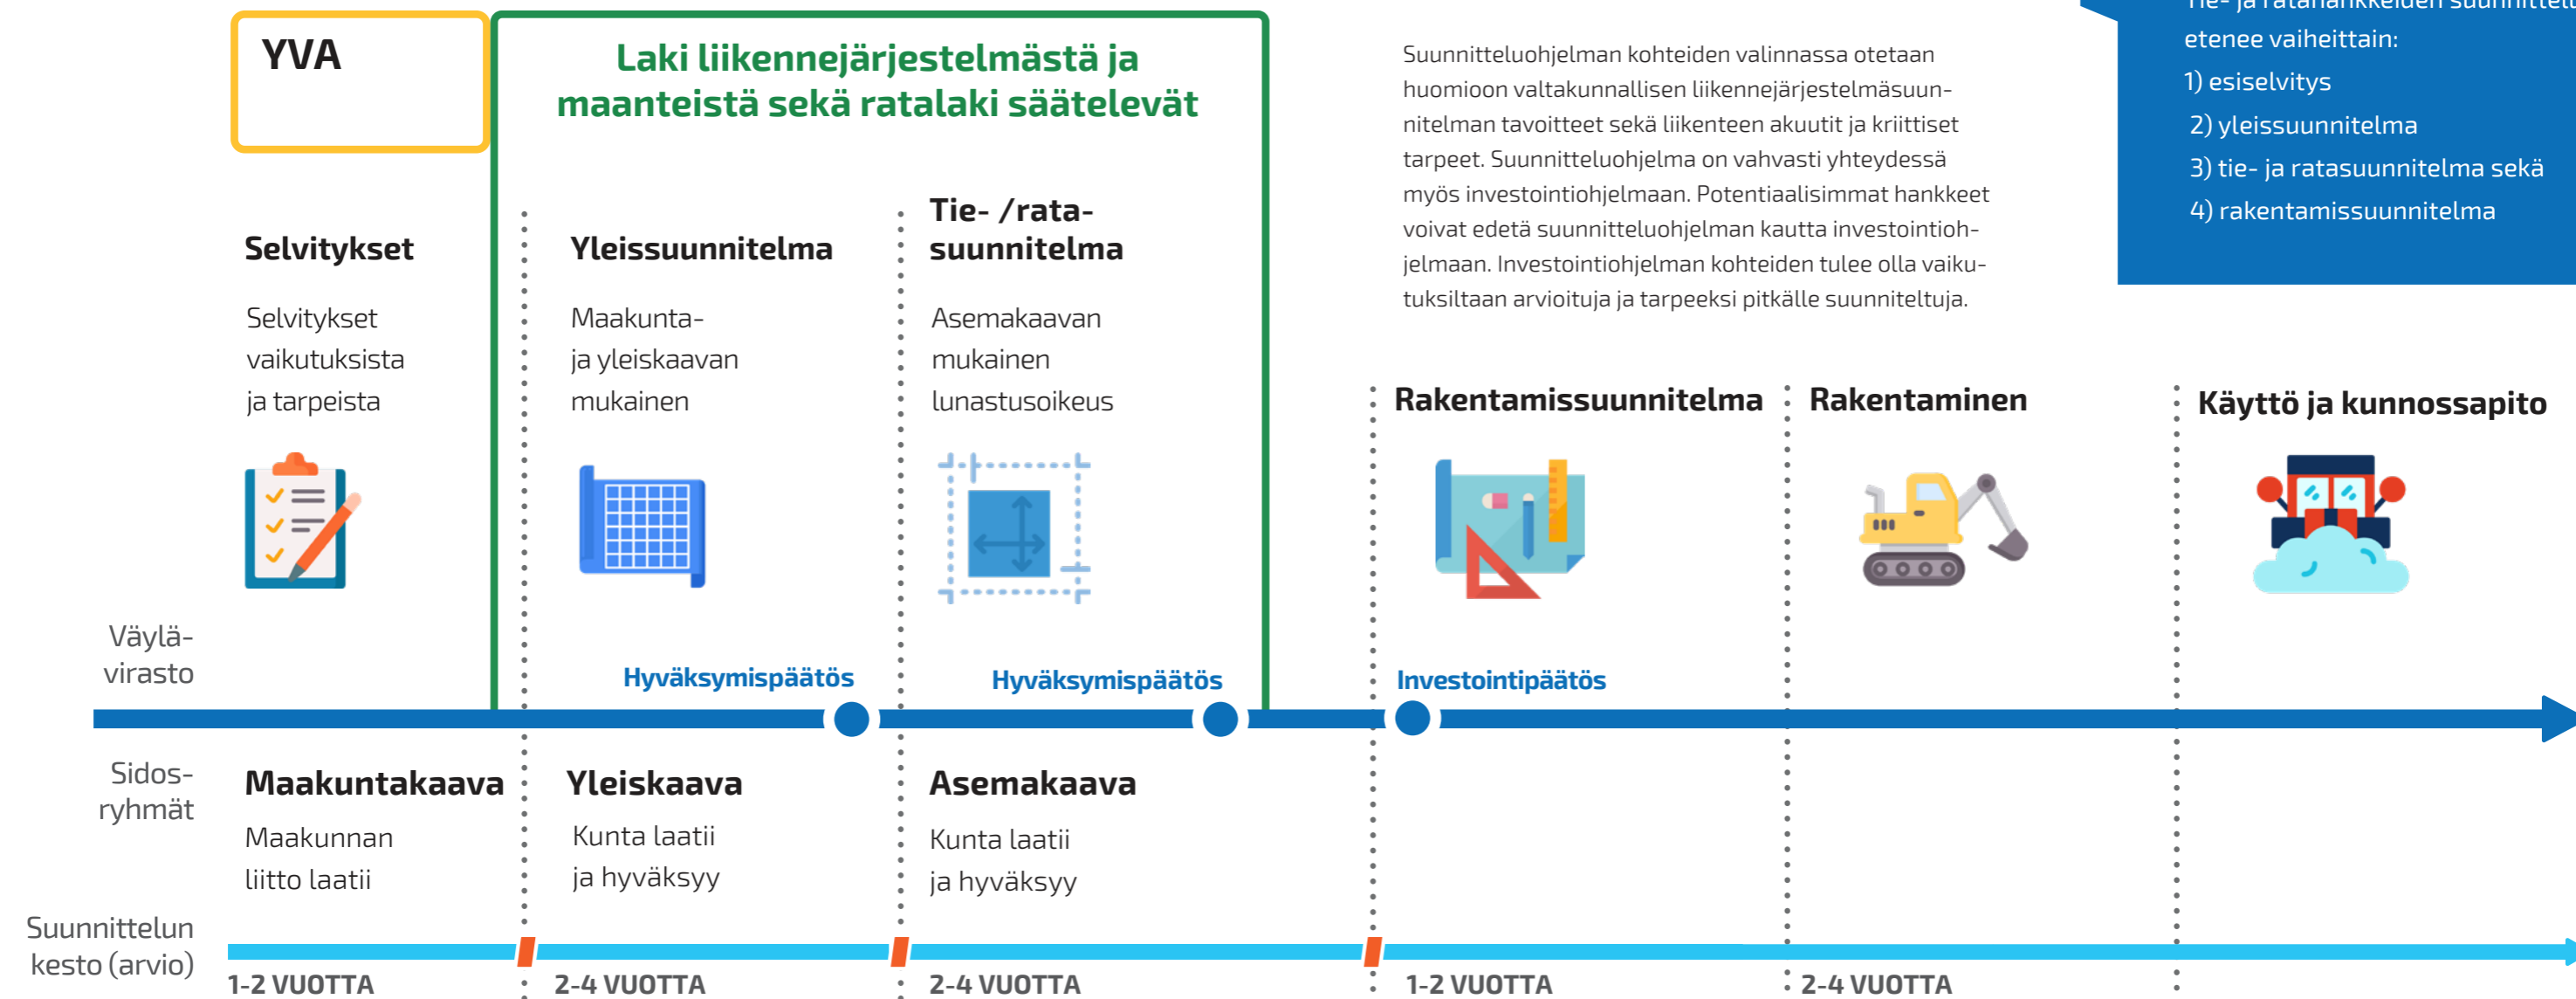 YVA
Laki liikennejärjestelmästä ja
maanteistä sekä ratalaki säätelevät
Suunnitteluohjelman kohteiden valinnassa otetaan
huomioon valtakunnallisen liikennejärjestelmäsuun-
nitelman tavoitteet sekä liikenteen akuutit ja kriittiset
tarpeet. Suunnitteluohjelma on vahvasti yhteydessä
myös investointiohjelmaan. Potentiaalisimmat hankkeet
voivat edetä suunnitteluohjelman kautta investointioh-
jelmaan. Investointiohjelman kohteiden tulee olla vaiku-
tuksiltaan arvioituja ja tarpeeksi pitkälle suunniteltuja.
Tie- ja ratahankkeiden
etenee vaiheittain:
1) esiselvitys
2) yleissuunnitelma
3) tie- ja ratasuunnitelma sekä
4) rakentamissuunnitelma
Selvitykset
Selvitykset
vaikutuksista
ja tarpeista
Yleissuunnitelma
Maakunta-
ja yleiskaavan
mukainen
Tie- /rata-
suunnitelma
Asemakaavan
mukainen
lunastusoikeus
Rakentamissuunnitelma
Rakentaminen
Käyttö ja kunnossapito
Väylä-
virasto
Hyväksymispäätös
Hyväksymispäätös
Investointipäätös
Sidos-
ryhmät
Maakuntakaava
Maakunnan
liitto laatii
Yleiskaava
Kunta laatii
ja hyväksyy
Asemakaava
Kunta laatii
ja hyväksyy
Suunnittelun
kesto (arvio)
1-2 VUOTTA
2-4 VUOTTA
2-4 VUOTTA
1-2 VUOTTA
2-4 VUOTTA